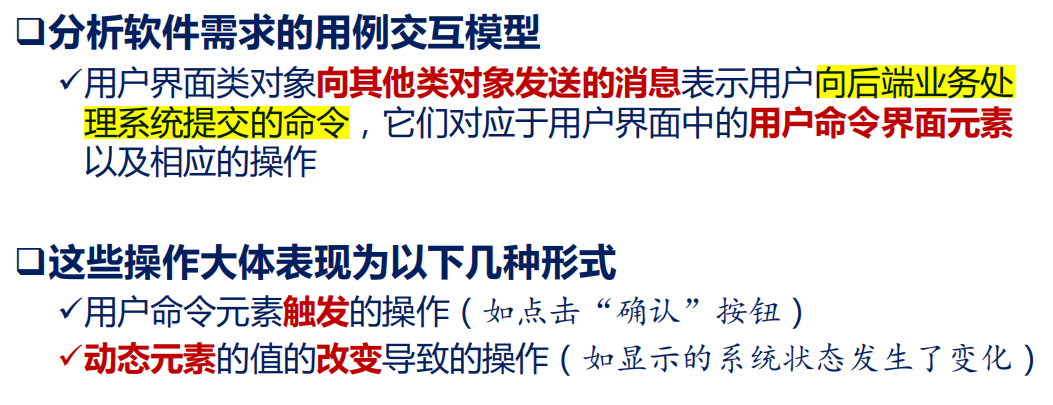 ❑分析软件需求的用例交互模型
✓用户界面类对象向其他类对象发送的消息表示用户向后端业务处
理系统提交的命令，它们对应于用户界面中的用户命令界面元素
以及相应的操作
❑这些操作大体表现为以下几种形式
✓用户命令元素触发的操作（如点击“确认”按钮）
✓动态元素的值的改变导致的操作（如显示的系统状态发生了变化）